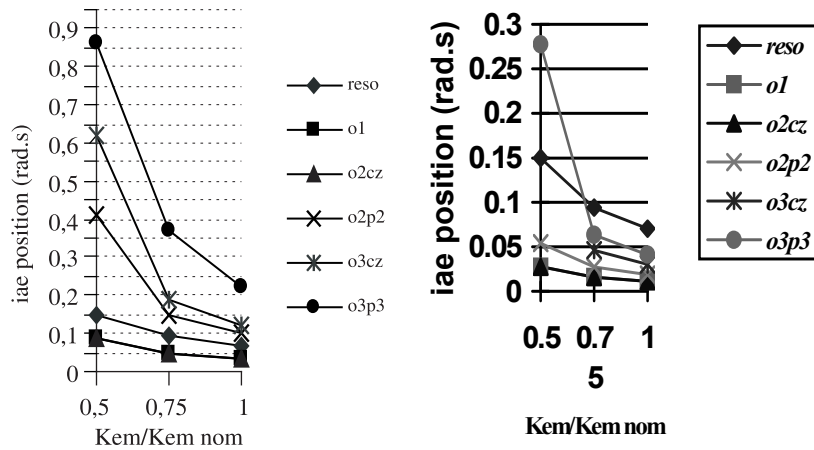 0,9
0,8
0,7
0,6
0,5
0,4
0,3
0,2
0,1
0
iae position (rad.s)
0,5 0,75 1
Kem/Kem nom
reso
o1
o2cz
o2p2
o3cz
o3p3
0.3
0.25
0.2
0.15
0.1
0.05
0
iae position (rad.s)
0.5 0.7 1
5
Kem/Kem nom
reso
o1
o2cz
o2p2
o3cz
o3p3